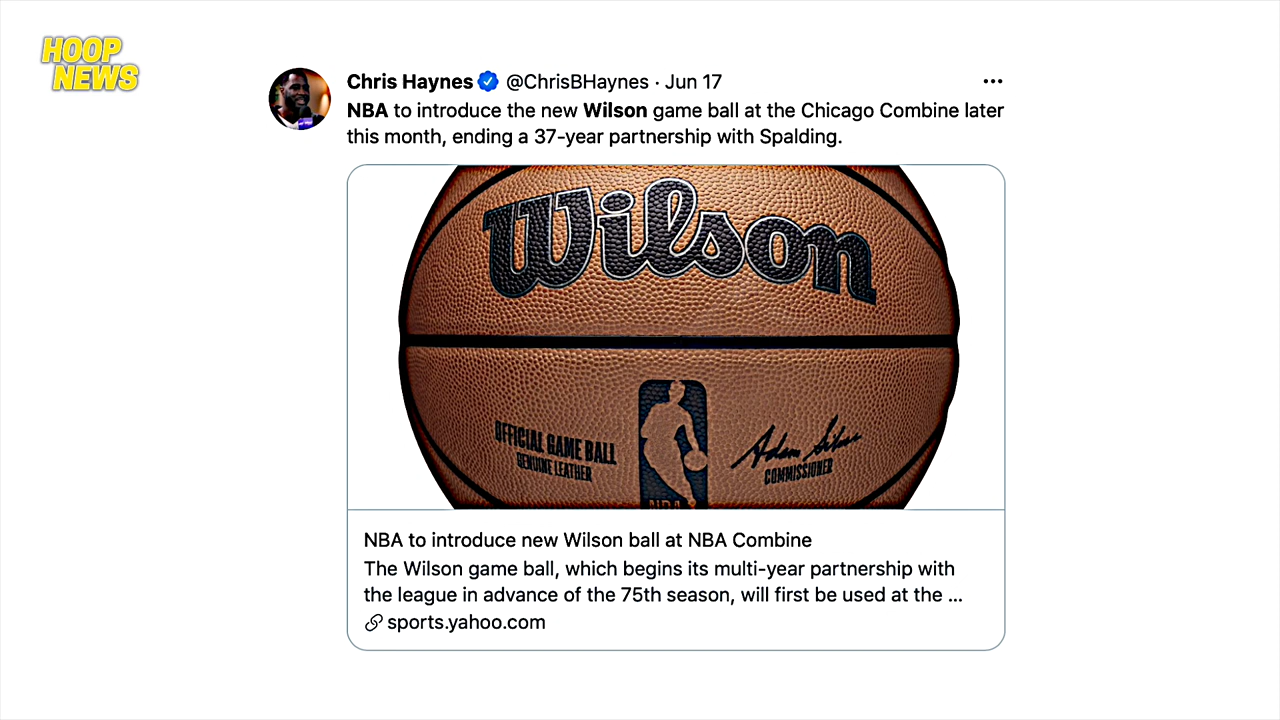 HOOP
NEWS
Chris Haynes @ChrisBHaynes · Jun 17
NBA to introduce the new Wilson game ball at the Chicago Combine later
this month, ending a 37-year partnership with Spalding.
Wilson
OFFICIAL GAME BALL
GENUINE LEATHER
NBA
Adam Silver
COMMISSIONER
NBA to introduce new Wilson ball at NBA Combine
The Wilson game ball, which begins its multi-year partnership with
the league in advance of the 75th season, will first be used at the ...
sports.yahoo.com